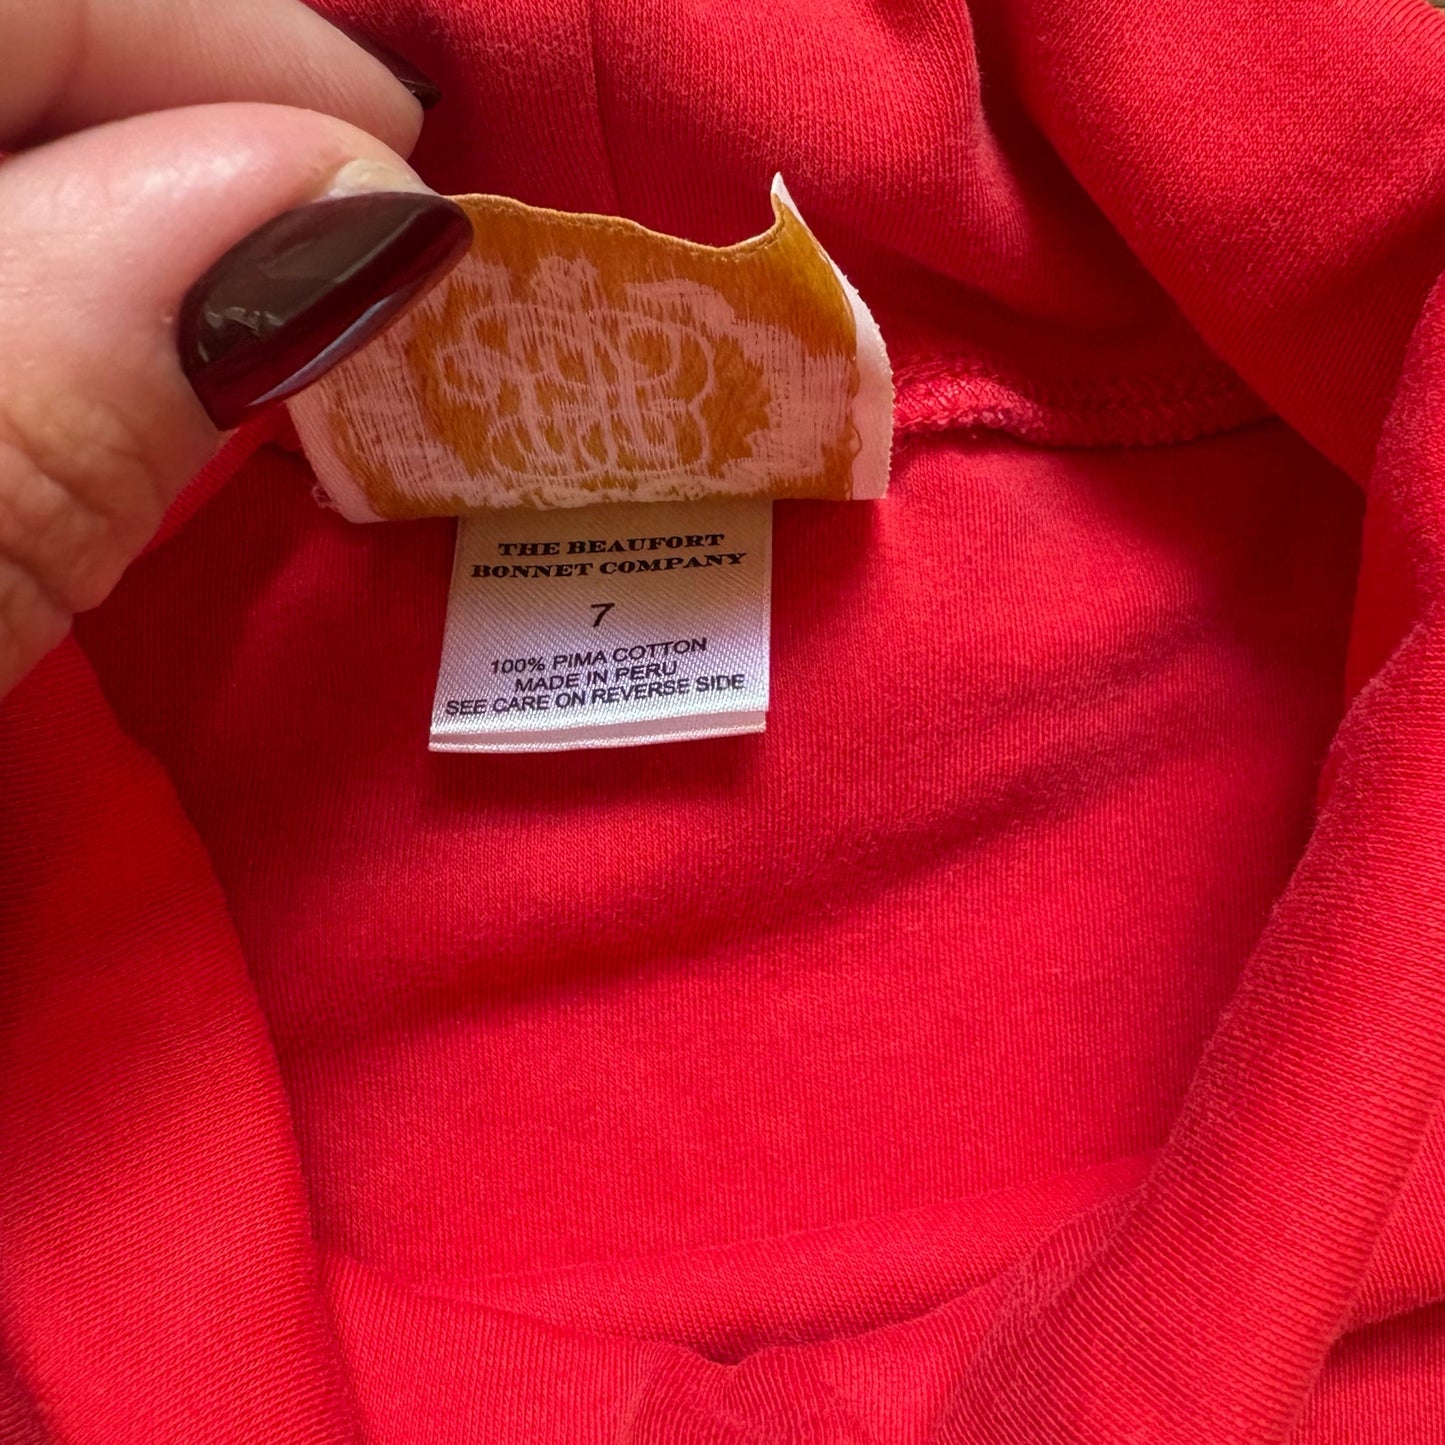 THE BEAUFORT
BONNET COMPANY
7
100% PIMA COTTON
MADE IN PERU
SEE CARE ON REVERSE SIDE